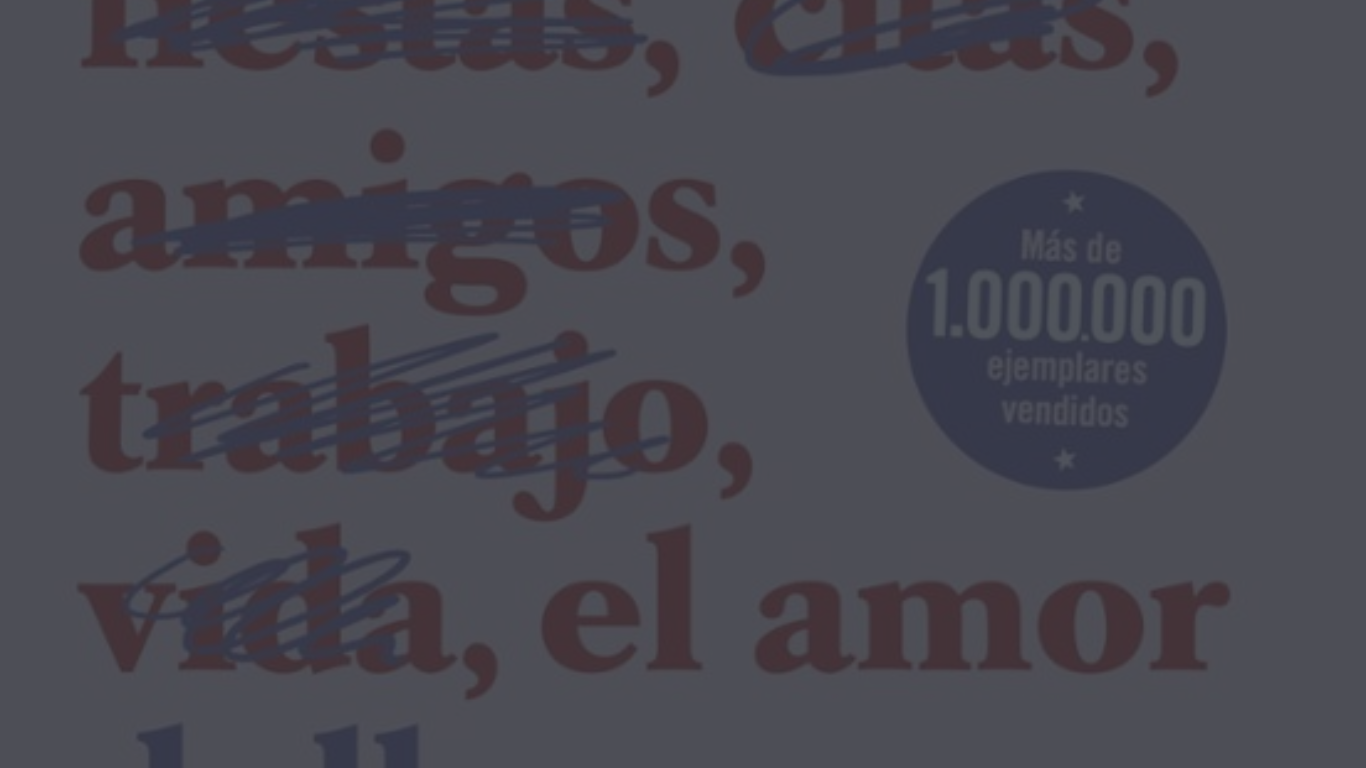 fiestas, citas,
amigos,
trabajo,
vida, el amor
Más de
1.000.000
ejemplares
vendidos